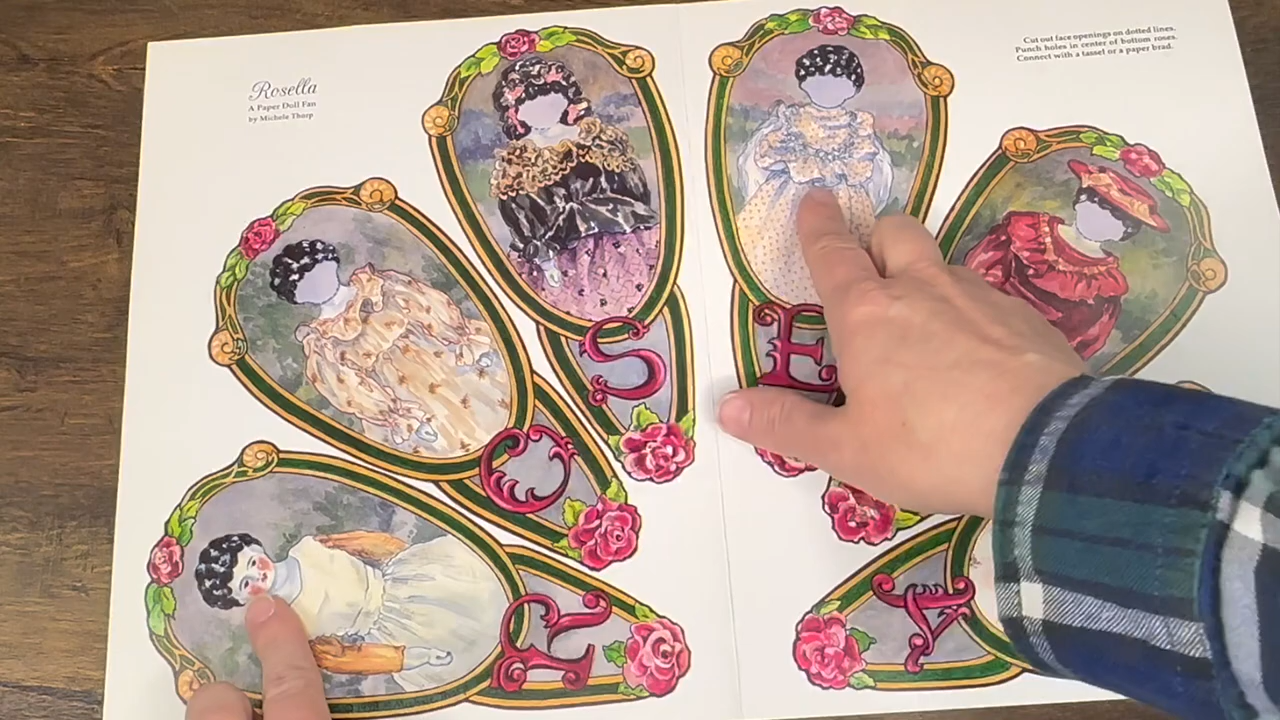 Rosella
A Paper Doll Fan
by Michele Thorp
Cut out face openings on dotted lines.
Punch holes in center of bottom roses.
Connect with a tassel or a paper brad.
R
O
S
E
A